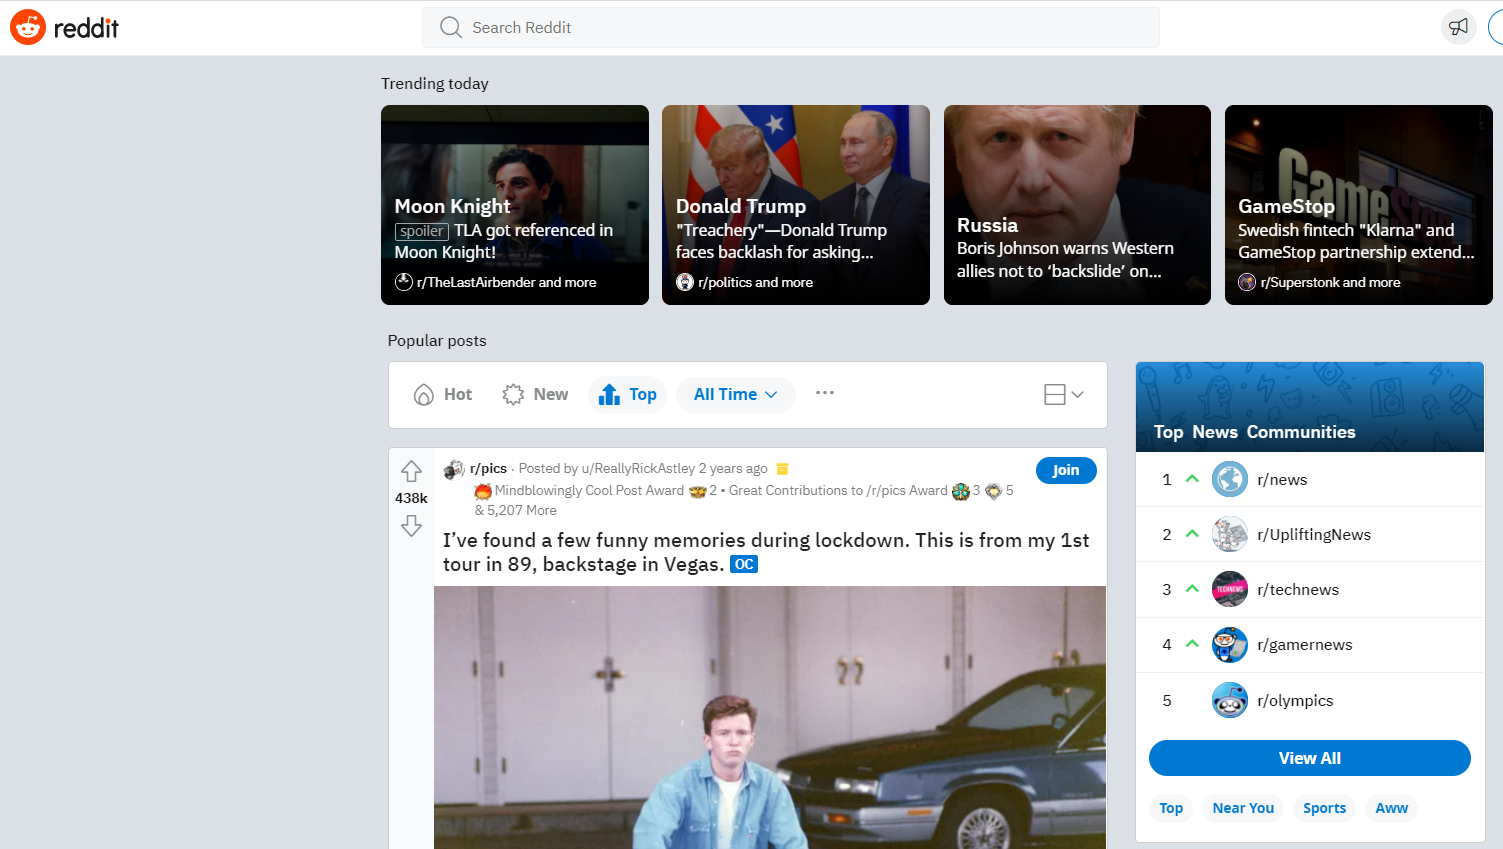 reddit
Search Reddit
Trending today
Moon Knight
spoiler TLA got referenced in
Moon Knight!
r/TheLastAirbender and more
Donald Trump
"Treachery"—Donald Trump
faces backlash for asking...
r/politics and more
Russia
Boris Johnson warns Western
allies not to ‘backslide’ on...
GameStop
GameStop
Swedish fintech "Klarna" and
GameStop partnership extend...
r/Superstonk and more
Popular posts
Hot
New
Top
All Time
r/pics · Posted by u/ReallyRickAstley 2 years ago
Join
438k
Mindblowingly Cool Post Award 2 • Great Contributions to /r/pics Award 3 5
& 5,207 More
I’ve found a few funny memories during lockdown. This is from my 1st
tour in 89, backstage in Vegas. OC
Top News Communities
1 r/news
2 r/UpliftingNews
3 TECHNEWS r/technews
4 r/gamernews
5 r/olympics
View All
Top
Near You
Sports
Aww